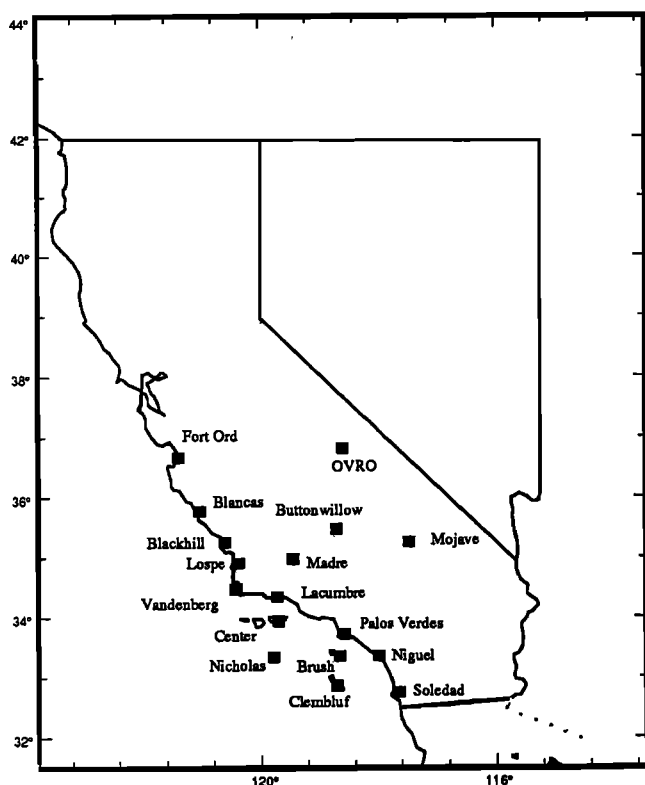 44°
42°
40°
38°
Fort Ord
OVRO
36°
Blancas
Buttonwillow
Blackhill
Mojave
Lospe
Madre
Vandenberg
Lacumbre
34°
Center
Palos Verdes
Nicholas
Brush
Niguel
Clembluf
Soledad
32°
120°
116°